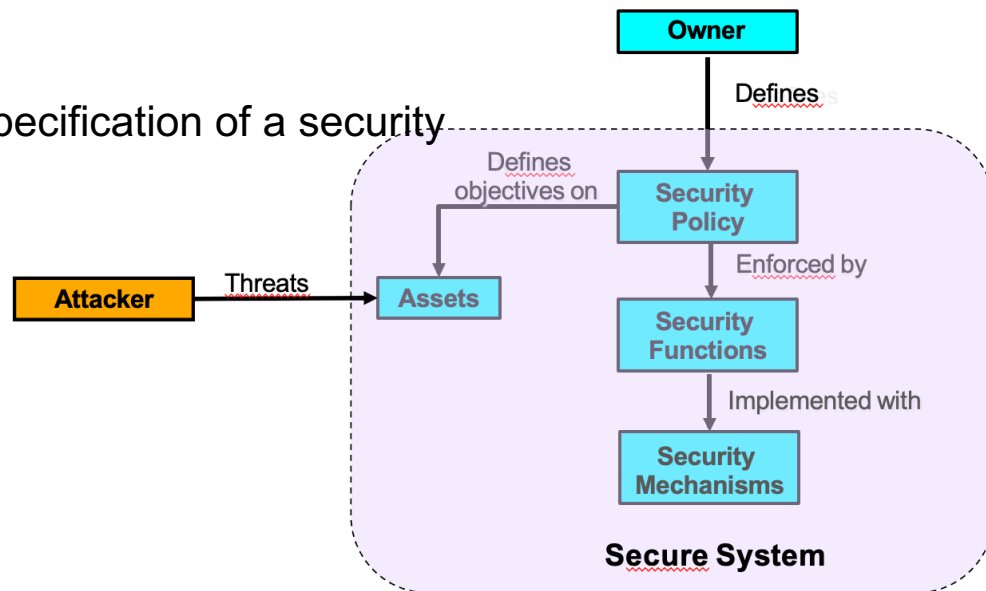 Owner
Defines
pecification of a security
Defines
objectives on
Security
Policy
Enforced by
Attacker
Threats
Assets
Security
Functions
Implemented with
Security
Mechanisms
Secure System